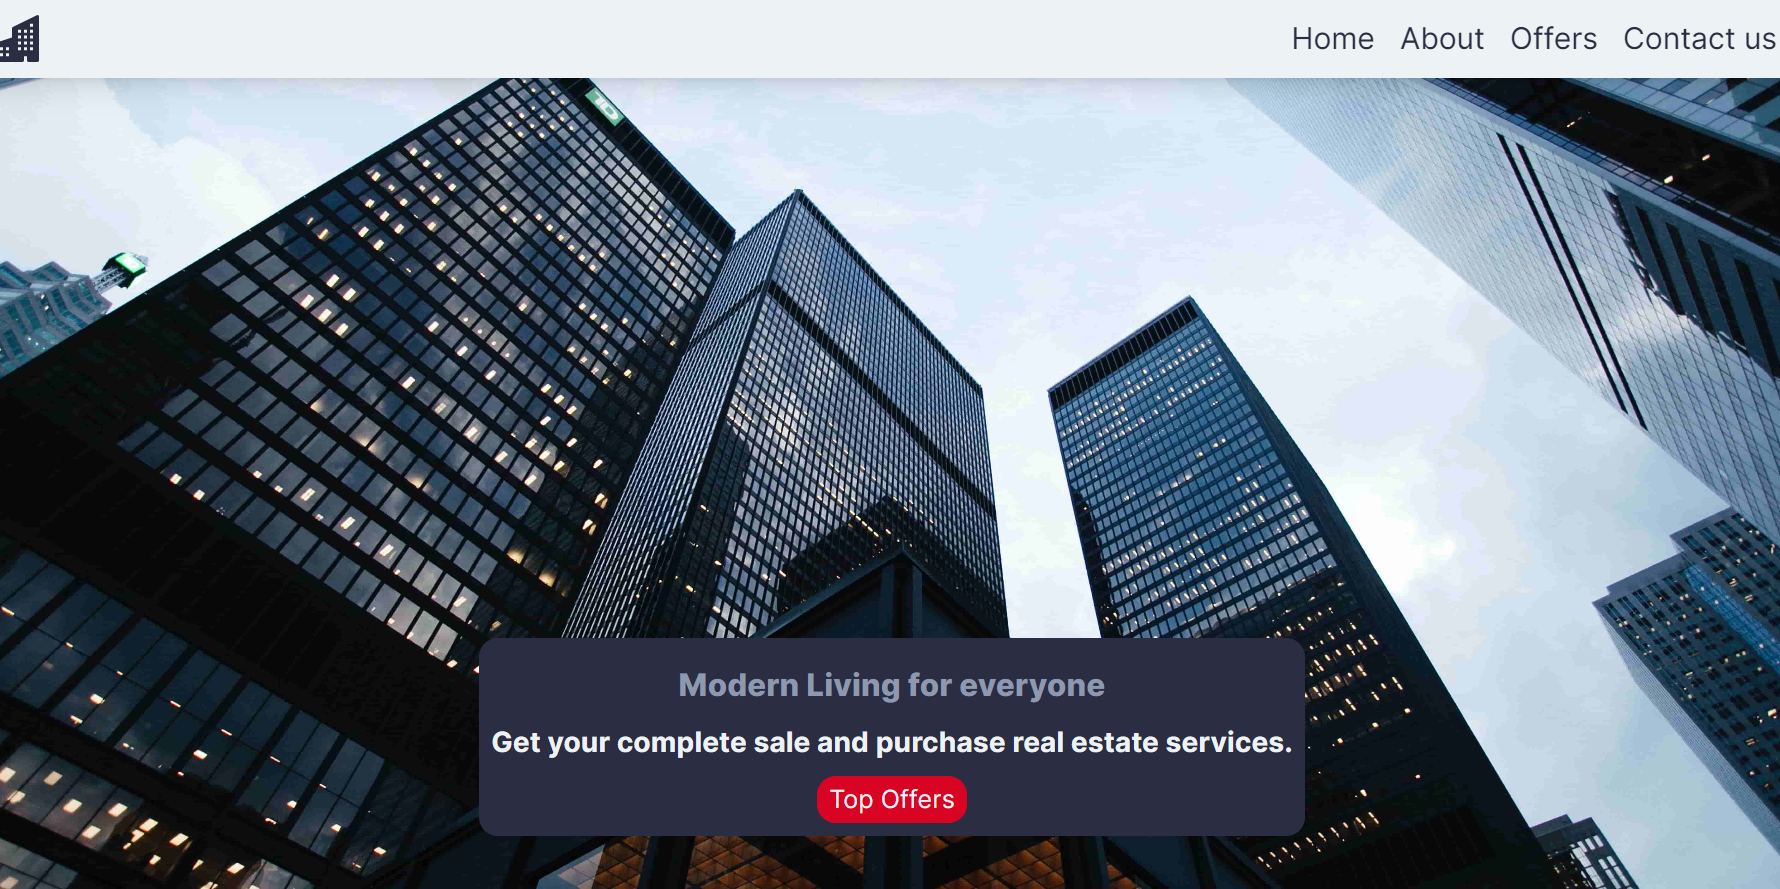 Home About Offers Contact us
TD
Modern Living for everyone
Get your complete sale and purchase real estate services.
Top Offers